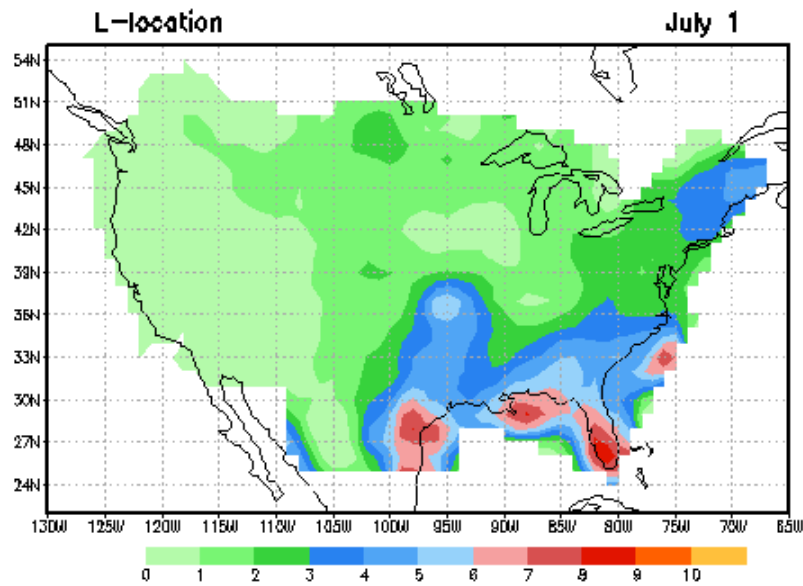 L-location July 1
54N
51N
48N
45N
42N
39N
36N
33N
30N
27N
24N
130W 125W 120W 115W 110W 105W 100W 95W 90W 85W 80W 75W 70W 65W
0 1 2 3 4 5 6 7 8 9 10